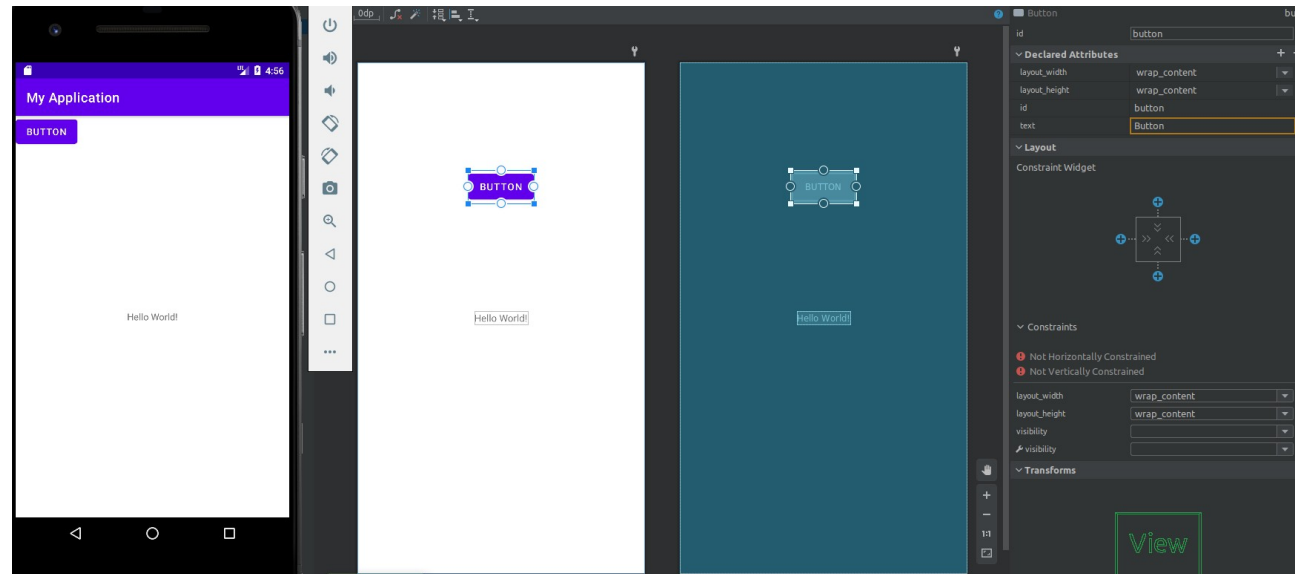 4:56
My Application
BUTTON
Hello World!
0dp
BUTTON
Hello World!
BUTTON
Hello World!
1:1
Button
bu
id
button
Declared Attributes
layout_width
wrap_content
layout_height
wrap_content
id
button
text
Button
Layout
Constraint Widget
Constraints
Not Horizontally Constrained
Not Vertically Constrained
layout_width
wrap_content
layout_height
wrap_content
visibility
visibility
Transforms
View